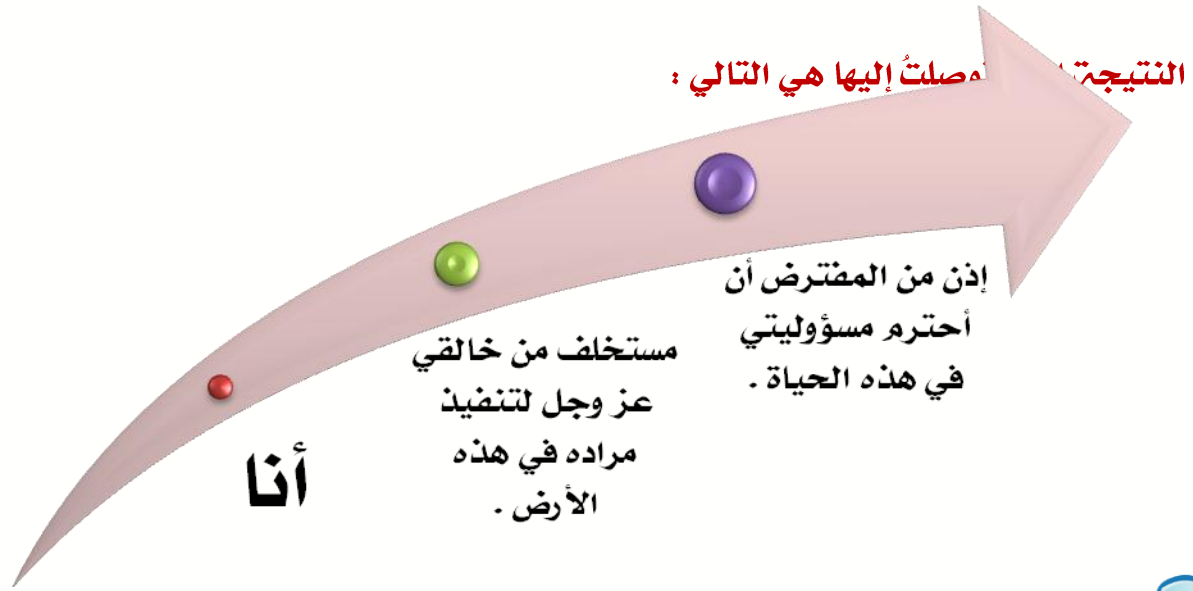 النتيجة وصلتُ إليها هي التالي :
أنا
مستخلف من خالقي
عز وجل لتنفيذ
مراده في هذه
الأرض .
إذن من المفترض أن
أحترم مسؤوليتي
في هذه الحياة .